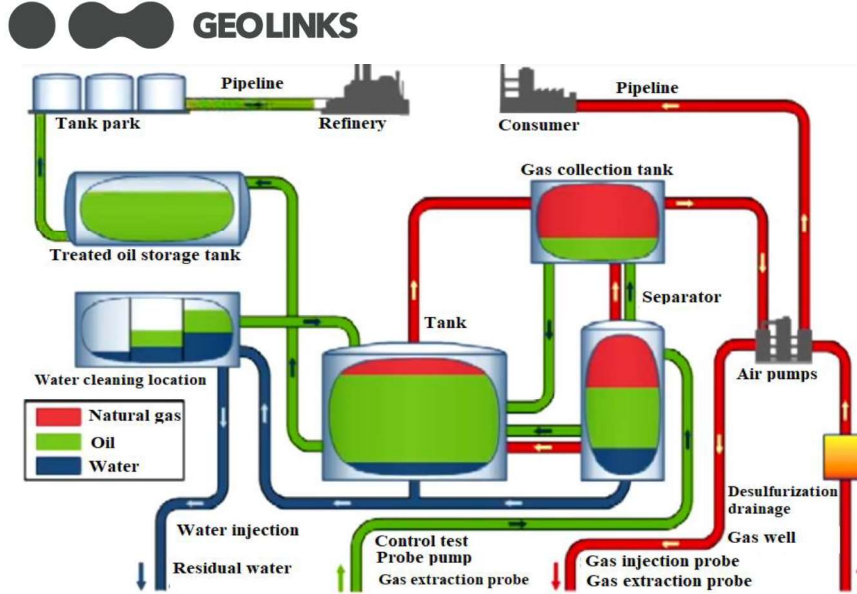 GEOLINKS
Pipeline
Tank park
Refinery
Pipeline
Consumer
Gas collection tank
Treated oil storage tank
Separator
Tank
Water cleaning location
Air pumps
Natural gas
Oil
Water
Desulfurization
drainage
Water injection
Residual water
Control test
Probe pump
Gas extraction probe
Gas well
Gas injection probe
Gas extraction probe